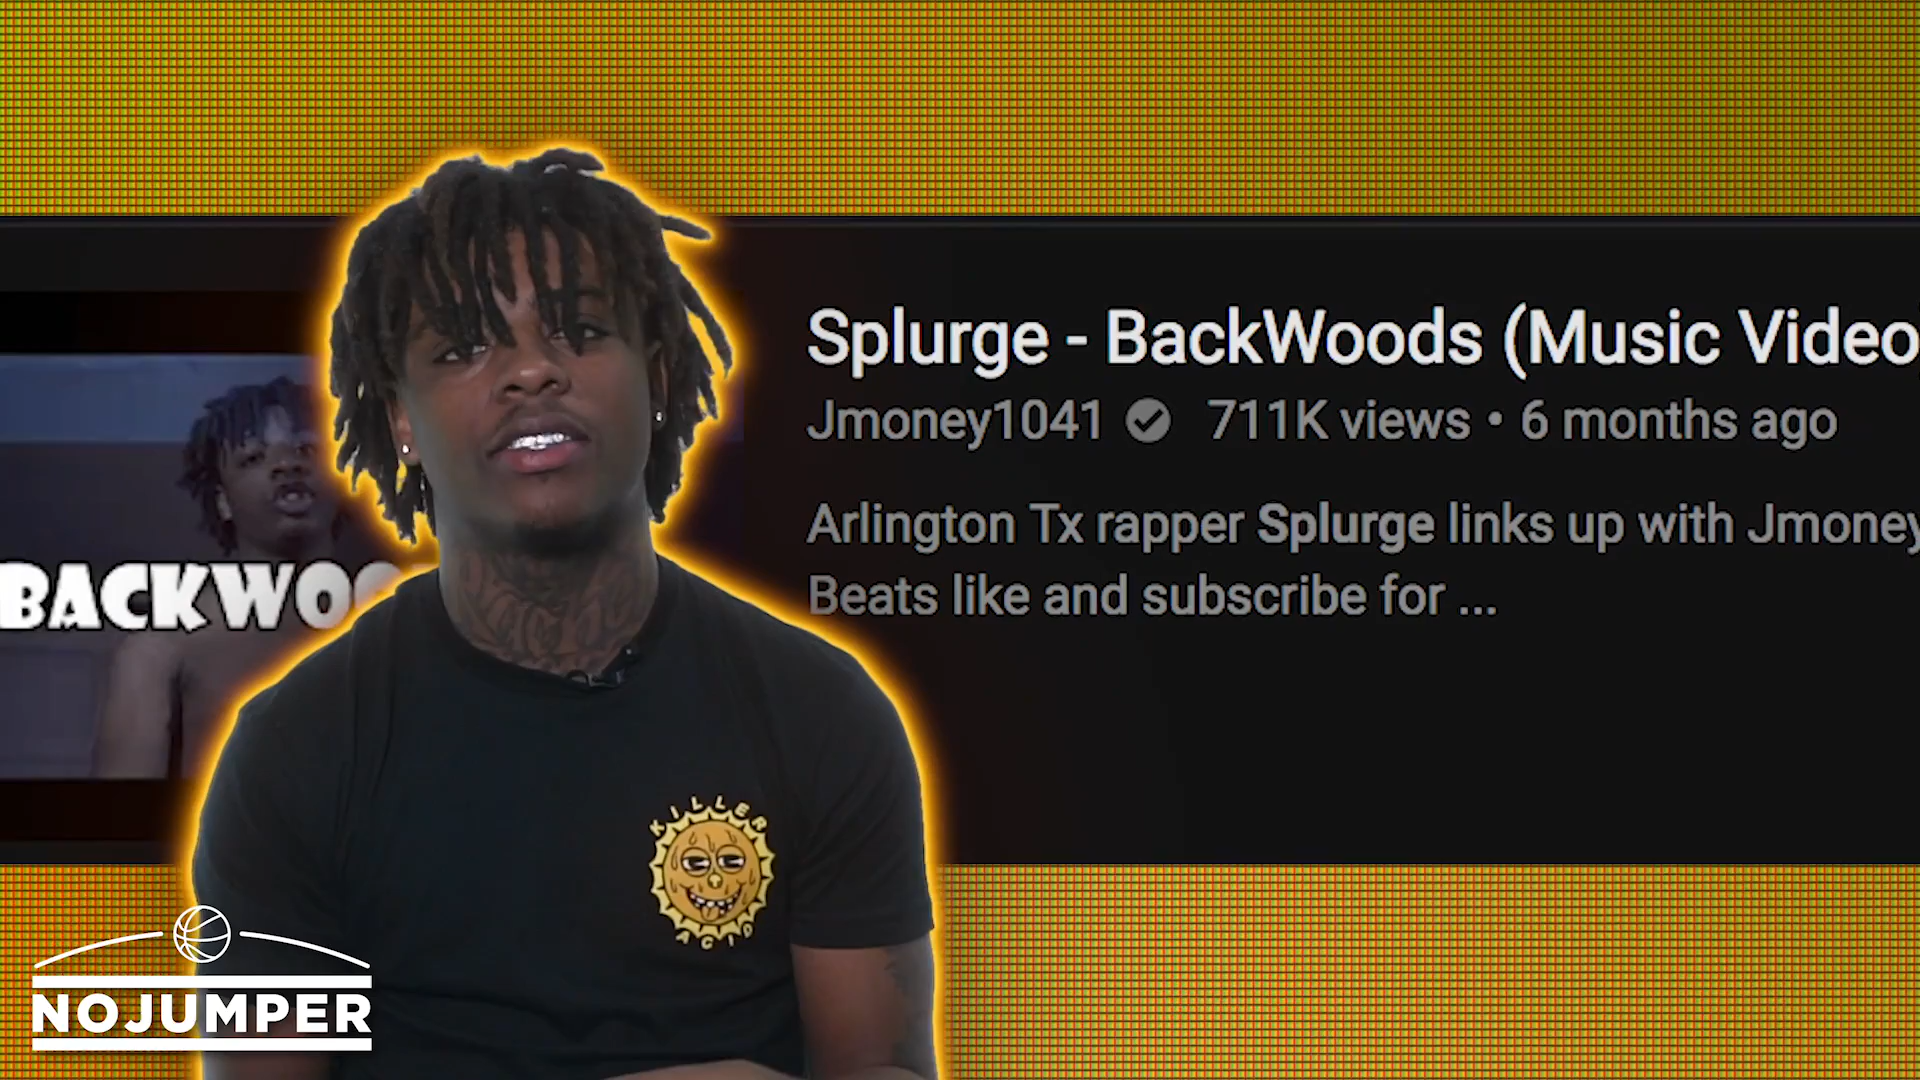 Splurge - BackWoods (Music Video
Jmoney1041 711K views • 6 months ago
Arlington Tx rapper Splurge links up with Jmoney
Beats like and subscribe for ...
BACKWOO
KILLER
ACID
NOJUMPER